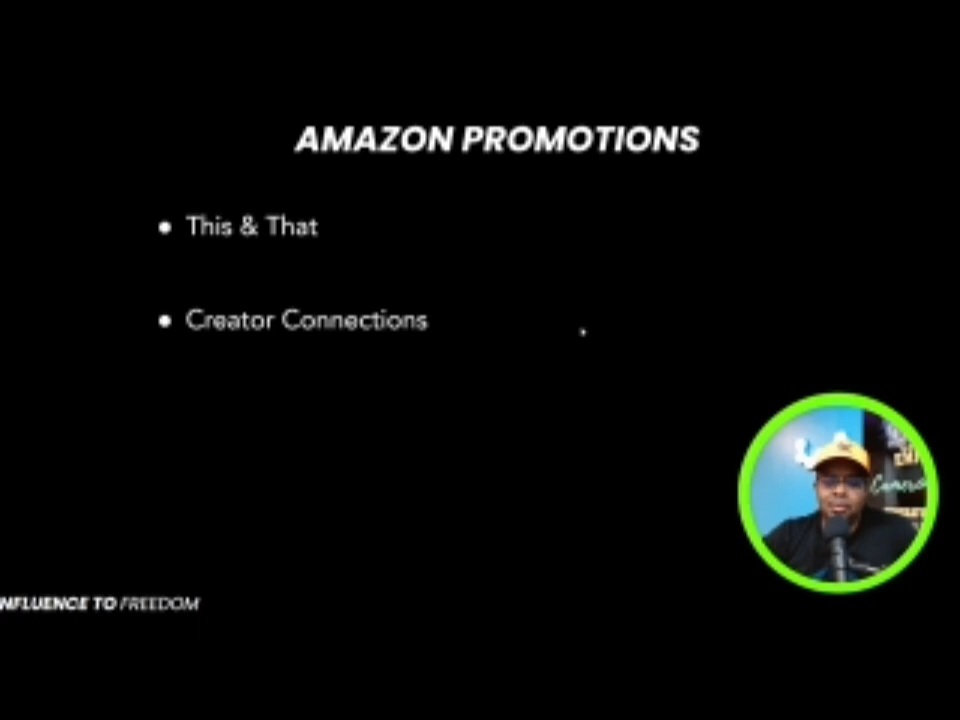 AMAZON PROMOTIONS
This & That
Creator Connections
NFLUENCE TO FREEDOM